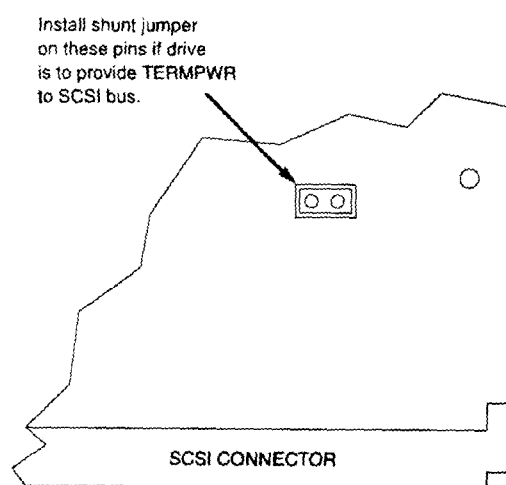 Install shunt jumper
on these pins if drive
is to provide TERMPWR
to SCSI bus.
SCSI CONNECTOR